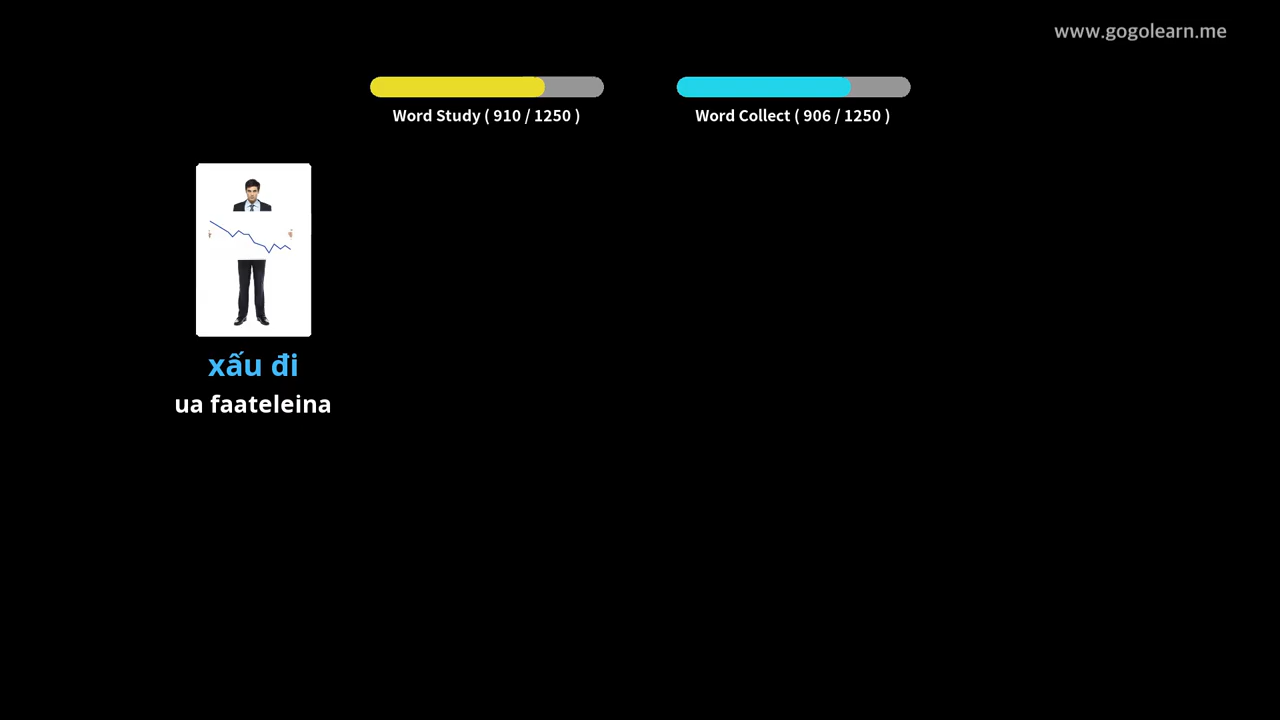 www.gogolearn.me
Word Study ( 910 / 1250 )
Word Collect ( 906 / 1250 )
xấu đi
ua faateleina